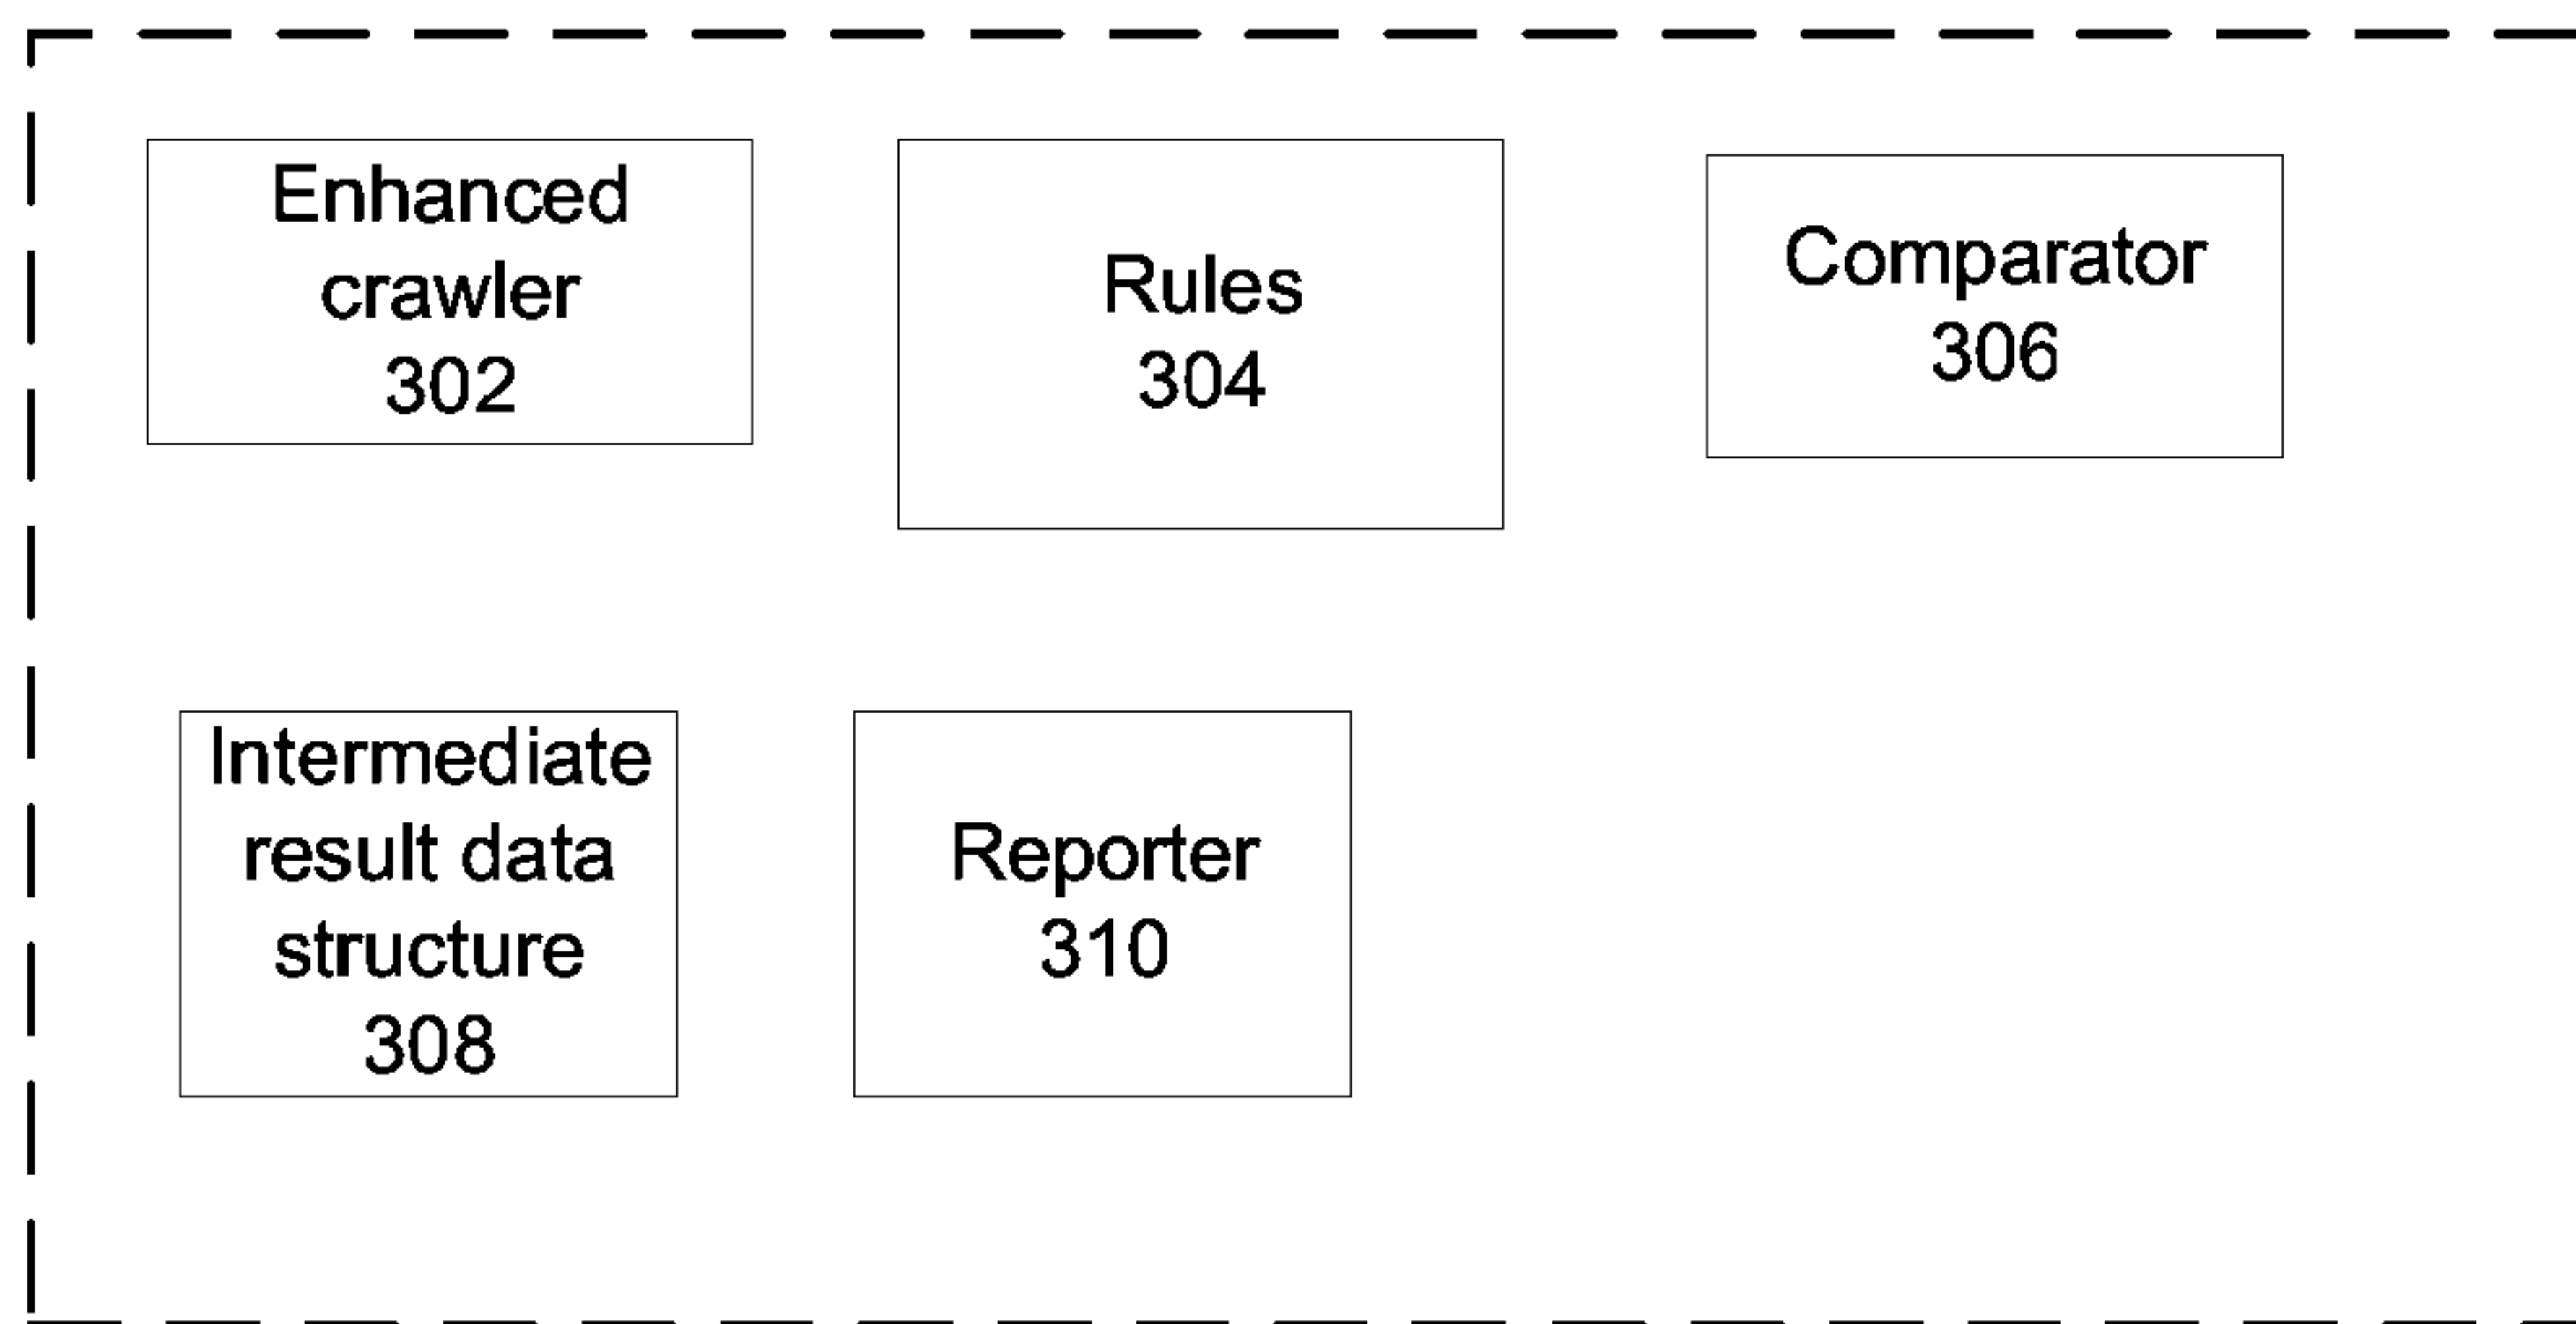 Enhanced
crawler
302
Rules
304
Comparator
306
Intermediate
result data
structure
308
Reporter
310